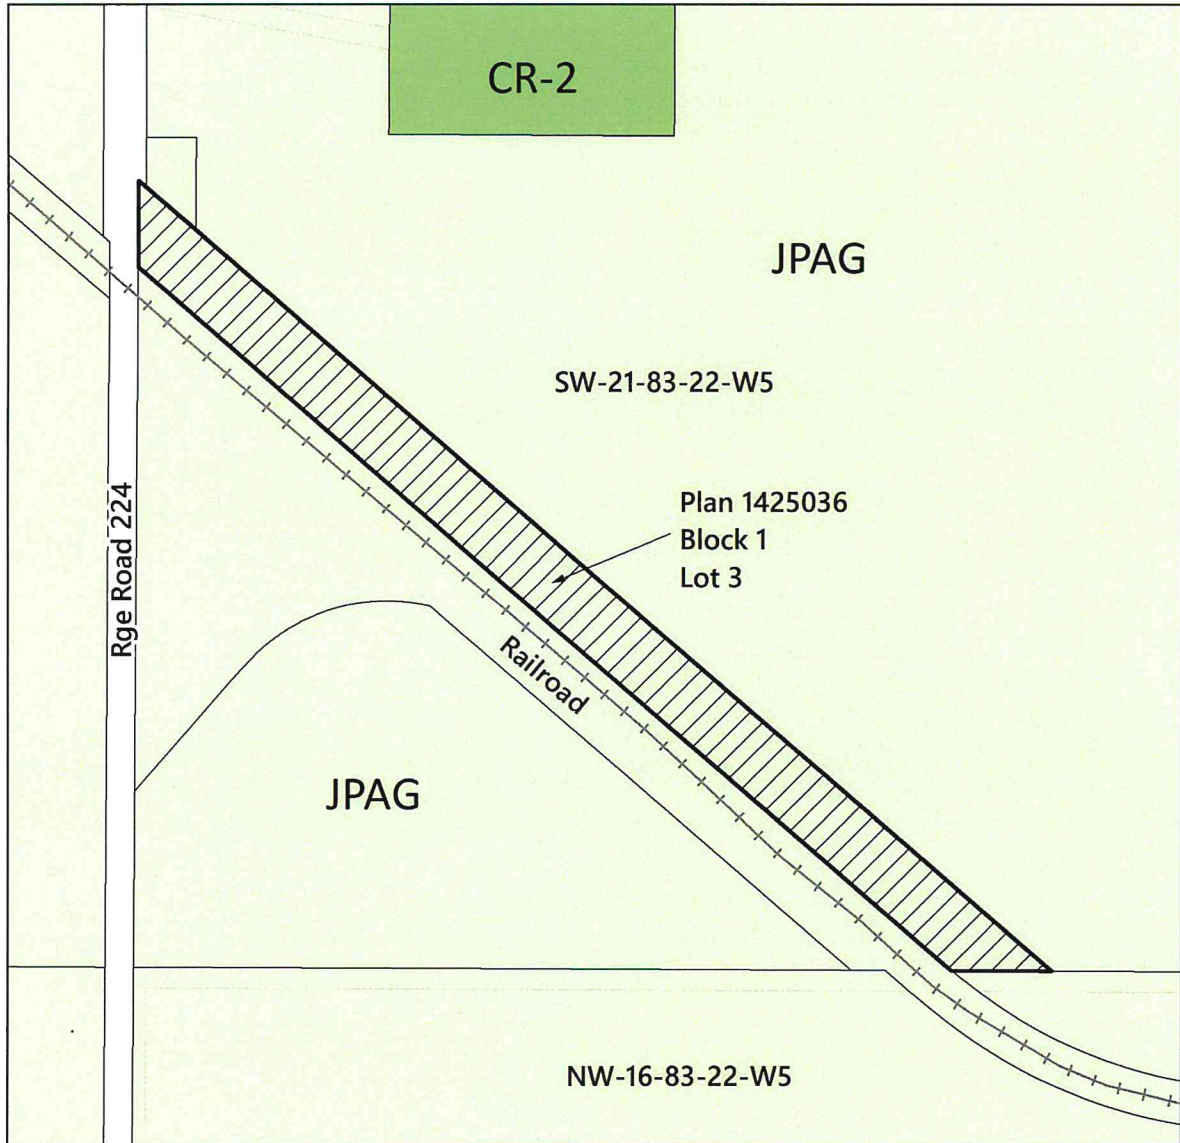 CR-2
JPAG
SW-21-83-22-W5
Plan 1425036
Block 1
Lot 3
Rge Road 224
Railroad
JPAG
NW-16-83-22-W5